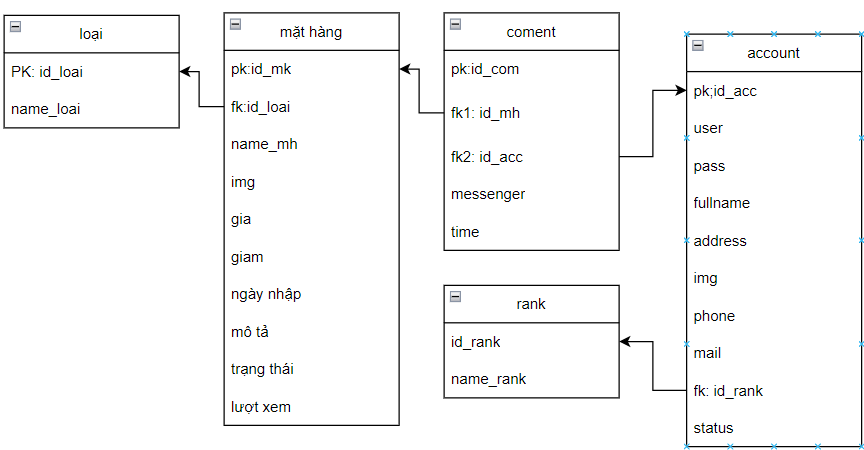 loại
PK: id_loai
name_loai
mặt hàng
pk:id_mk
fk:id_loai
name_mh
img
gia
giam
ngày nhập
mô tả
trạng thái
lượt xem
coment
pk:id_com
fk1: id_mh
fk2: id_acc
messenger
time
rank
id_rank
name_rank
account
pk;id_acc
user
pass
fullname
address
img
phone
mail
fk: id_rank
status